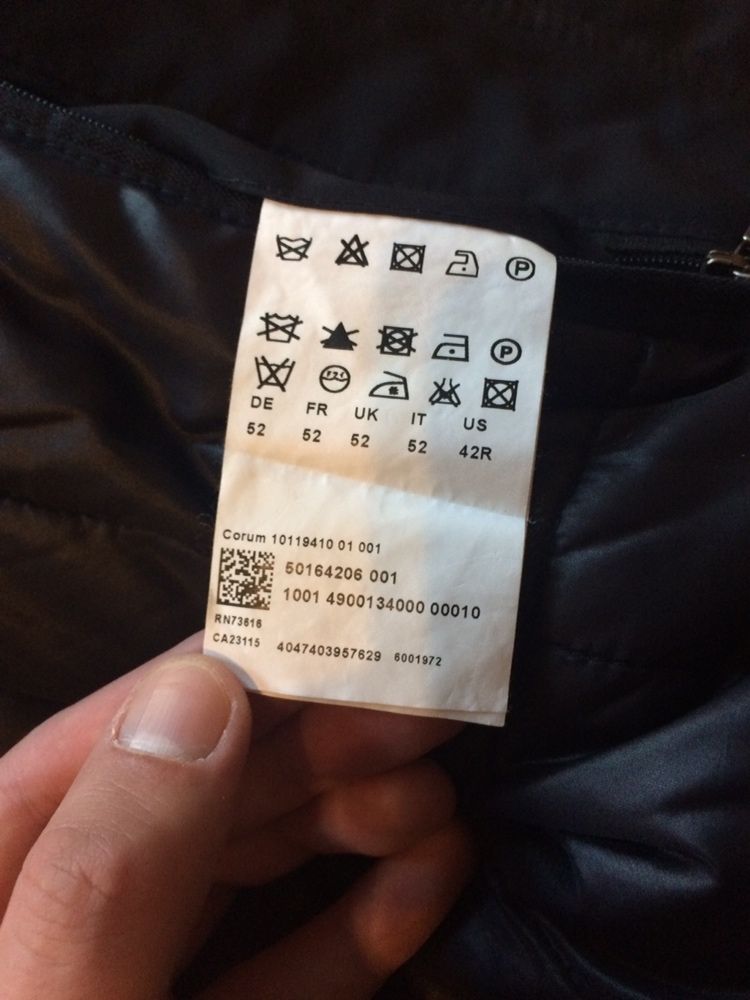 P
P
DE FR UK IT US
52 52 52 52 42R
Corum 10119410 01 001
50164206 001
1001 4900134000 00010
RN73616
CA23115 4047403957629 6001972